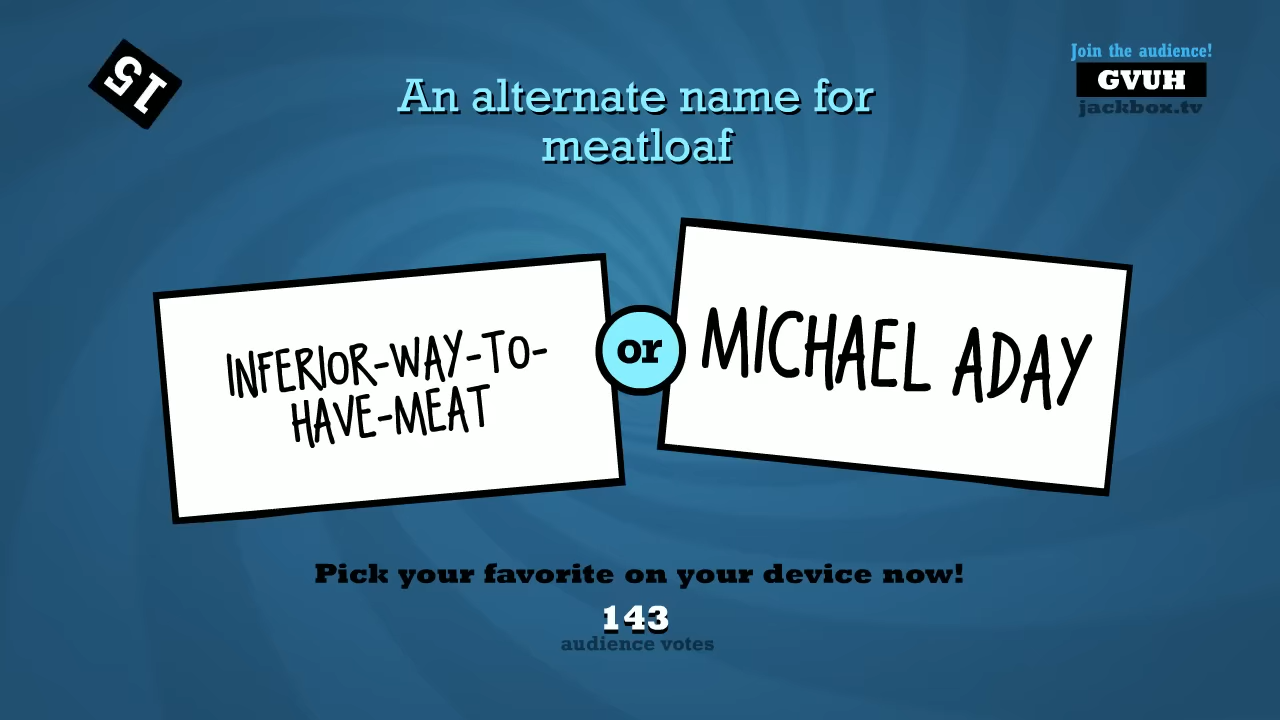 15
Join the audience!
GVUH
jackbox.tv
An alternate name for
meatloaf
INFERIOR-WAY-TO-
HAVE-MEAT
or
MICHAEL ADAY
Pick your favorite on your device now!
143
audience votes